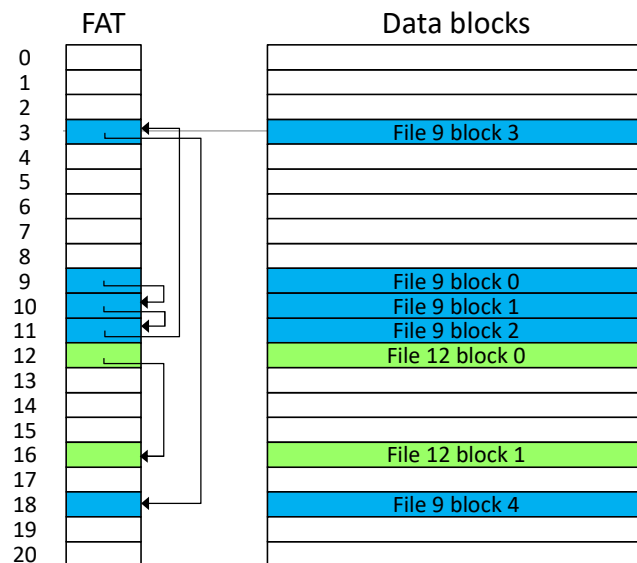 FAT Data blocks
0
1
2
3 File 9 block 3
4
5
6
7
8
9 File 9 block 0
10 File 9 block 1
11 File 9 block 2
12 File 12 block 0
13
14
15
16 File 12 block 1
17
18 File 9 block 4
19
20